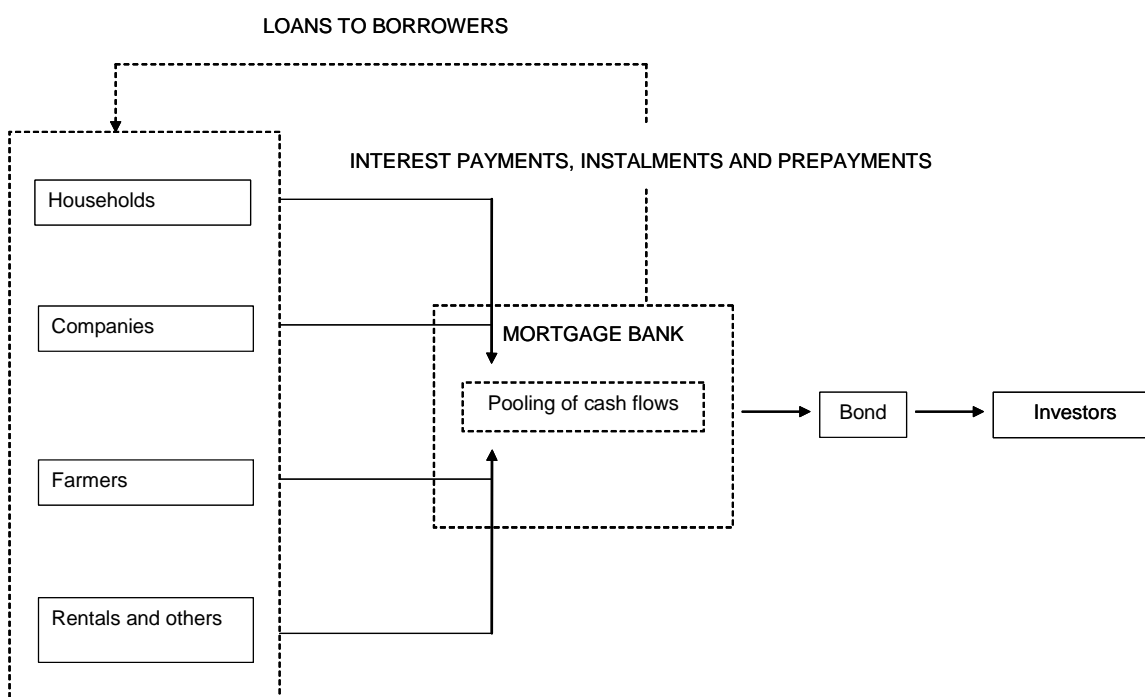 LOANS TO BORROWERS
INTEREST PAYMENTS, INSTALMENTS AND PREPAYMENTS
Households
Companies
MORTGAGE BANK
Pooling of cash flows
Bond
Investors
Farmers
Rentals and others